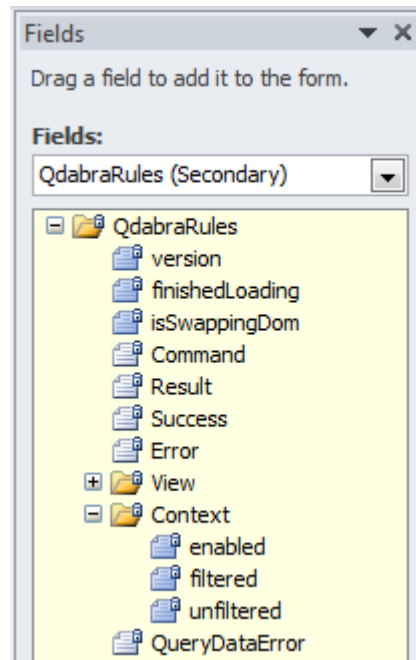 Fields
Drag a field to add it to the form.
Fields:
QdabraRules (Secondary)
QdabraRules
version
finishedLoading
isSwappingDom
Command
Result
Success
Error
View
Context
enabled
filtered
unfiltered
QueryDataError